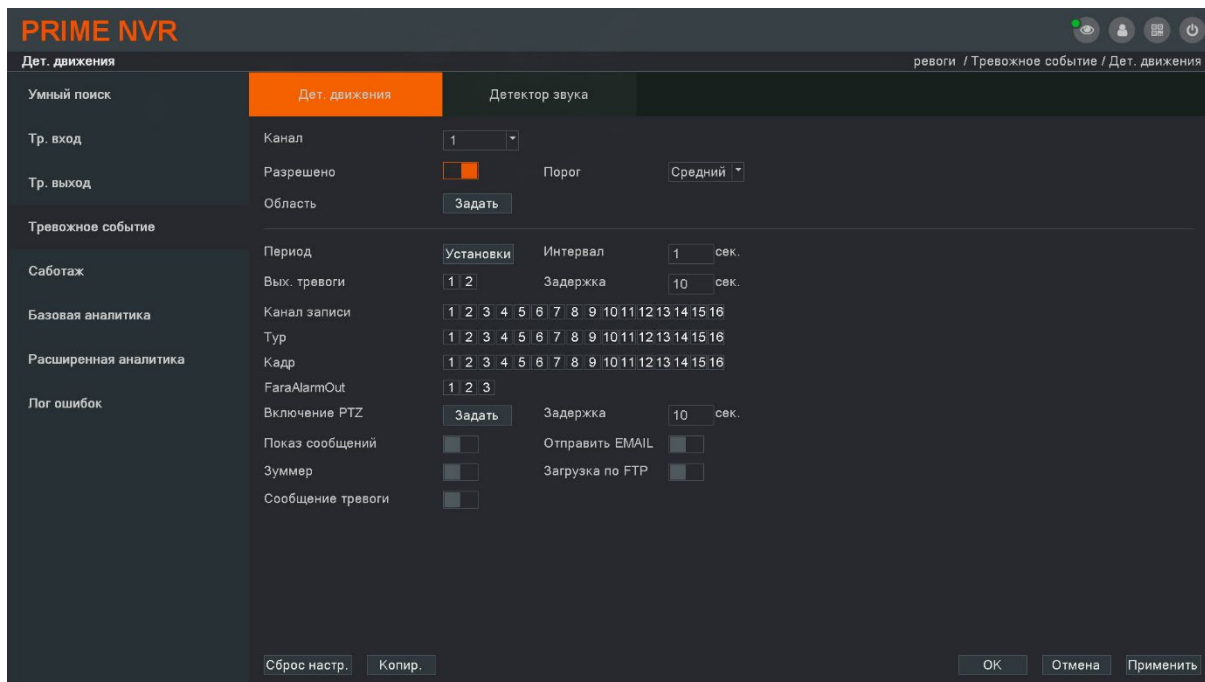 PRIME NVR
Дет. движения
ревоги / Тревожное событие / Дет. движения
Умный поиск
Тр. вход
Тр. выход
Тревожное событие
Саботаж
Базовая аналитика
Расширенная аналитика
Лог ошибок
Дет. движения Детектор звука
Канал 1
Разрешено Порог Средний
Область Задать
Период Установки Интервал 1 сек.
Вых. тревоги 1 2 Задержка 10 сек.
Канал записи 1 2 3 4 5 6 7 8 9 10 11 12 13 14 15 16
Тур 1 2 3 4 5 6 7 8 9 10 11 12 13 14 15 16
Кадр 1 2 3 4 5 6 7 8 9 10 11 12 13 14 15 16
FaraAlarmOut 1 2 3
Включение PTZ Задать Задержка 10 сек.
Показ сообщений Отправить EMAIL
Зуммер Загрузка по FTP
Сообщение тревоги
Сброс настр. Копир. OK Отмена Применить